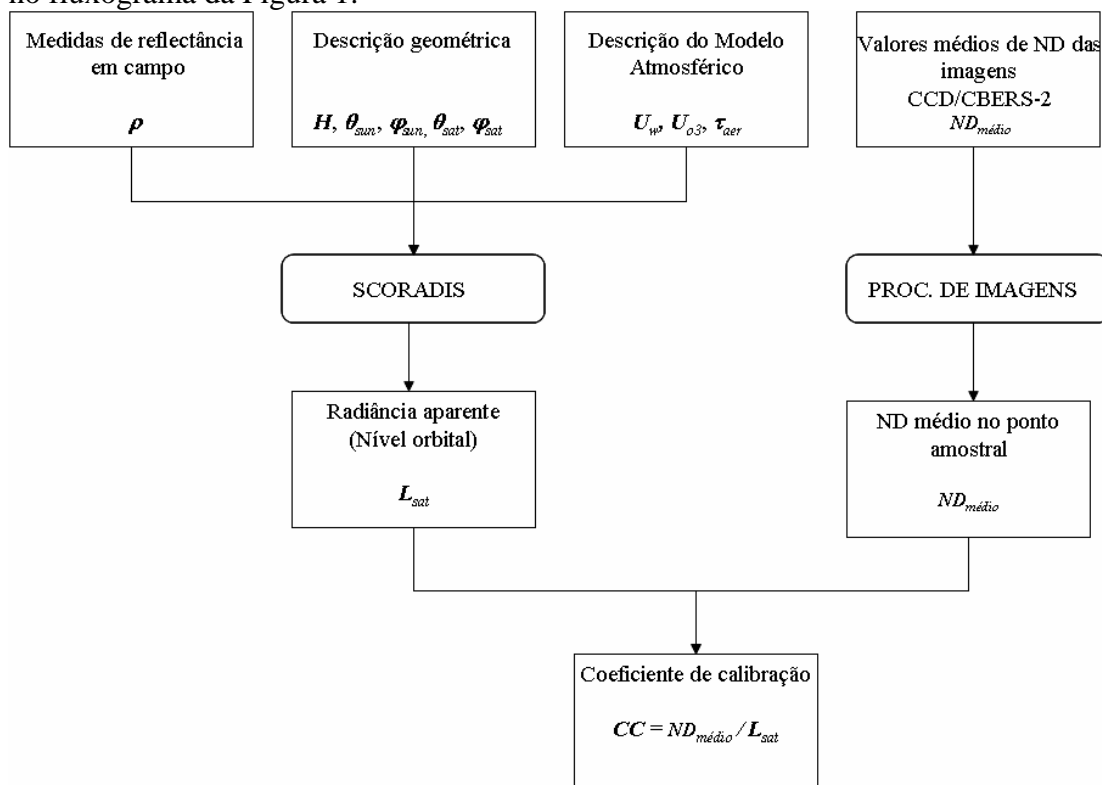 no fluxograma da Figura 1.
Medidas de reflectância
em campo
ρ
Descrição geométrica
H, θsun, φsun, θsat, φsat
Descrição do Modelo
Atmosférico
Uw, Uo3, τaer
Valores médios de ND das
imagens
CCD/CBERS-2
NDmédio
SCORADIS
PROC. DE IMAGENS
Radiância aparente
(Nível orbital)
Lsat
ND médio no ponto
amostral
NDmédio
Coeficiente de calibração
CC = NDmédio / Lsat